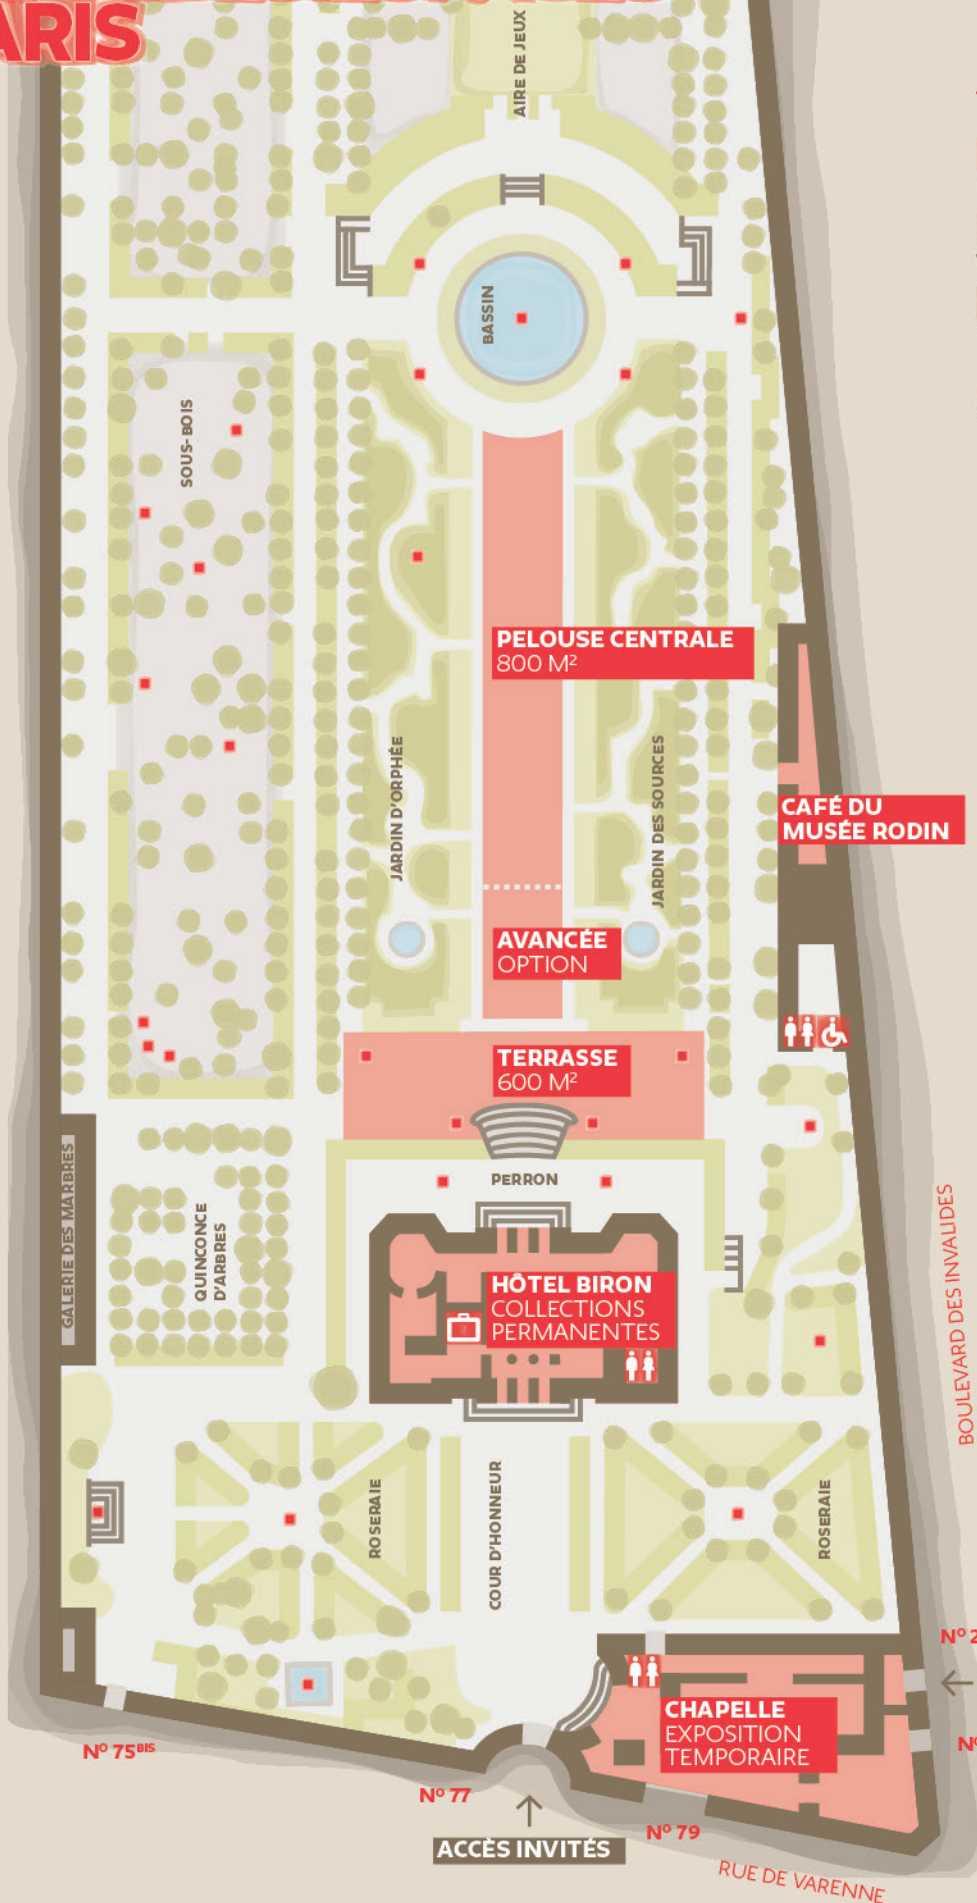 ARIS
AIRE DE JEUX
BASSIN
SOUS-BOIS
PELOUSE CENTRALE
800 M²
JARDIN D'ORPHÉE
JARDIN DES SOURCES
CAFÉ DU
MUSÉE RODIN
AVANCÉE
OPTION
TERRASSE
600 M²
GALERIE DES MARBRES
PERRON
QUINCONCE
D'ARBRES
BOULEVARD DES INVALIDES
HÔTEL BIRON
COLLECTIONS
PERMANENTES
ROSERAIE
COUR D'HONNEUR
ROSERAIE
Nº 2
CHAPELLE
EXPOSITION
TEMPORAIRE
Nº 75BIS
Nº 77
Nº 79
ACCÈS INVITÉS
RUE DE VARENNE